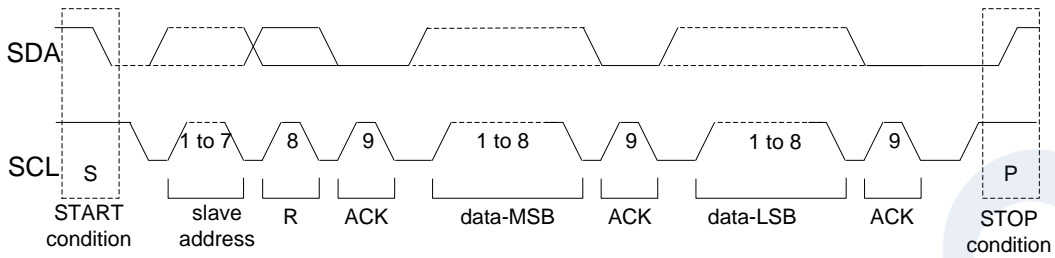 SDA
1 to 7
8
9
1 to 8
9
1 to 8
9
SCL
S
P
START
condition
slave
address
R
ACK
data-MSB
ACK
data-LSB
ACK
STOP
condition